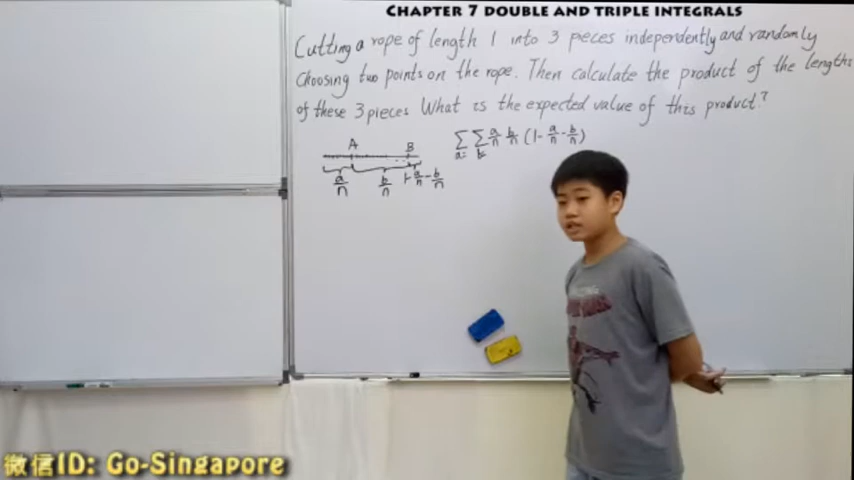 CHAPTER 7 DOUBLE AND TRIPLE INTEGRALS
Cutting a rope of length 1 into 3 pieces independently and randomly
choosing two points on the rope. Then calculate the product of the lengths
of these 3 pieces What is the expected value of this product?
A B
a/n b/n 1-a/n-b/n
∑ a= ∑ b= a/n b/n (1-a/n-b/n)
微信ID: Go-Singapore